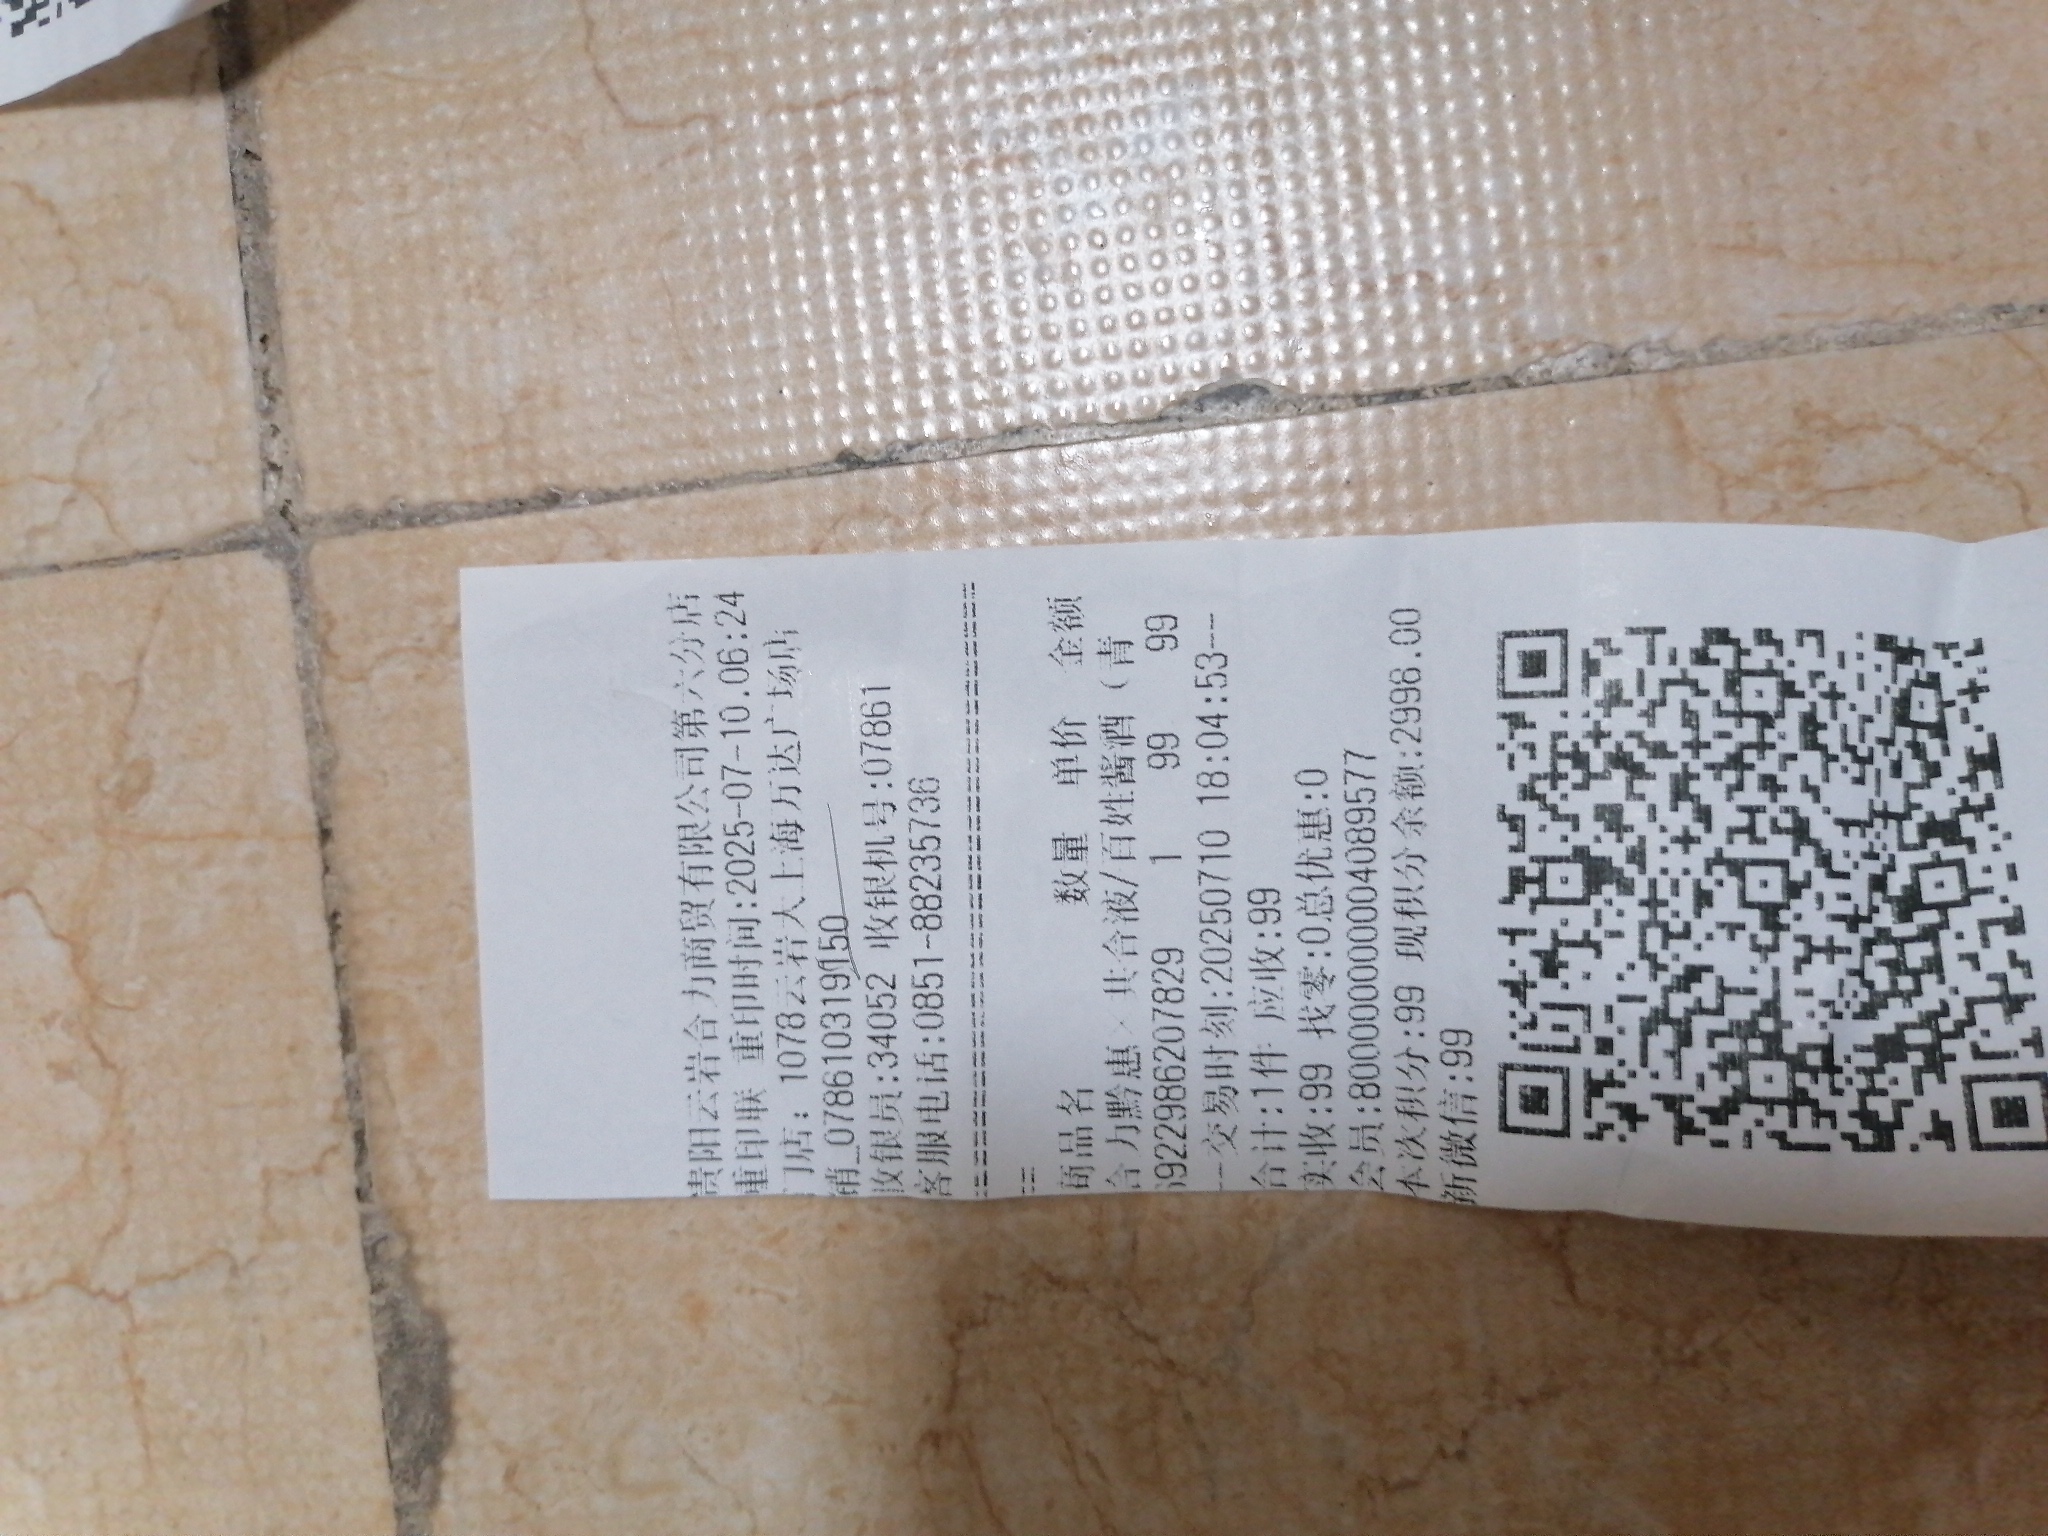 贵阳云岩合力商贸有限公司第六分店
重印联 重印时间:2025-07-10.06:24
门店: 1078云岩大上海万达广场店
销_078610319150
收银员:34052 收银机号:07861
客服电话:0851-88235736
商品名 数量 单价 金额
合力黔惠× 共合液/百姓酱酒(青
69222986207829 1 99 99
--交易时刻:20250710 18:04:53--
合计:1件 应收:99
实收:99 找零:0总优惠:0
会员:8000000000004089577
本次积分:99 现积分余额:2998.00
新微信:99